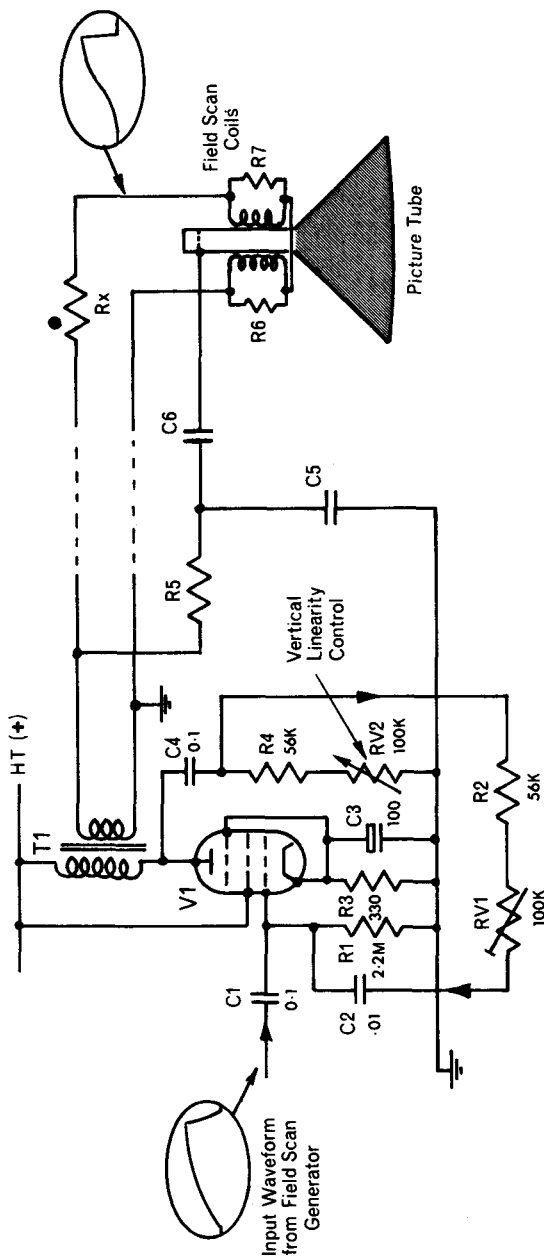 HT (+)
T1
V1
C4
0·1
R4
56K
RV2
100K
Vertical
Linearity
Control
C3
100
R3
330
R1
2·2M
C2
·01
C1
0·1
Input Waveform
from Field Scan
Generator
RV1
100K
R2
56K
R5
C5
C6
Rx
R6
R7
Field Scan
Coils
Picture Tube